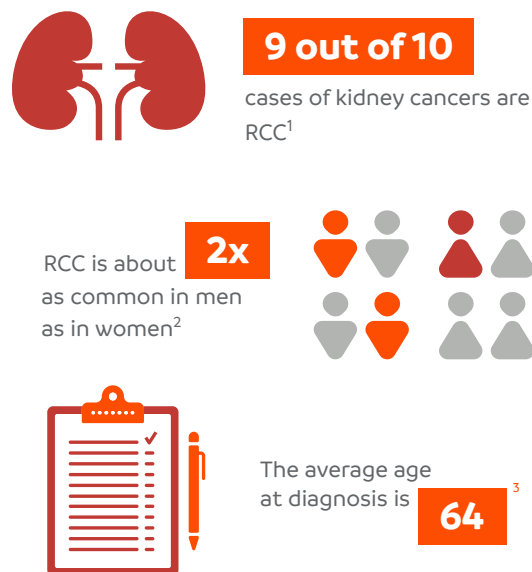 9 out of 10
cases of kidney cancers are
RCC1
RCC is about 2x
as common in men
as in women2
The average age
at diagnosis is 64 3